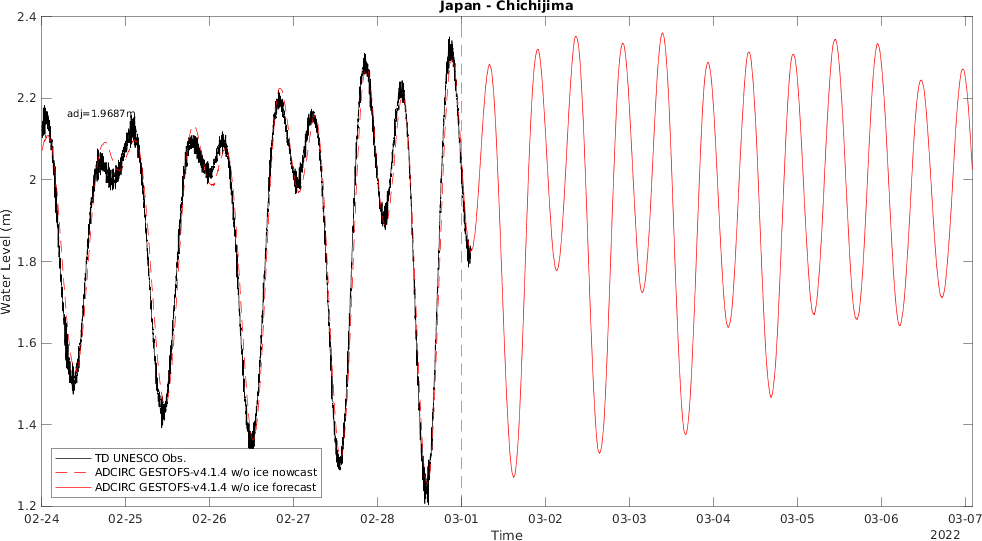 Japan - Chichijima
2.4
2.2
2
1.8
1.6
1.4
1.2
Water Level (m)
adj=1.9687m
TD UNESCO Obs.
ADCIRC GESTOFS-v4.1.4 w/o ice nowcast
ADCIRC GESTOFS-v4.1.4 w/o ice forecast
02-24 02-25 02-26 02-27 02-28 03-01 03-02 03-03 03-04 03-05 03-06 03-07
Time
2022